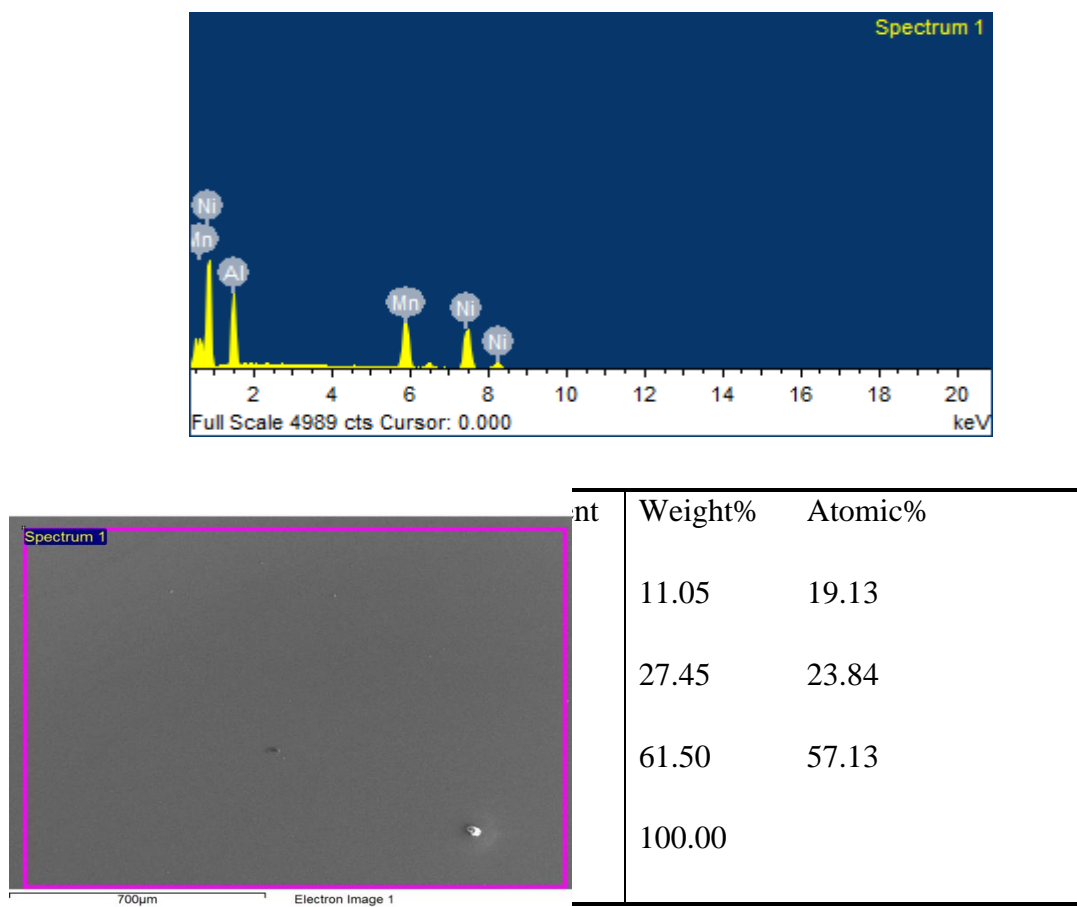 Spectrum 1
Ni
Mn
Al
Mn
Ni
Ni
2 4 6 8 10 12 14 16 18 20
Full Scale 4989 cts Cursor: 0.000 keV
Spectrum 1
700µm Electron Image 1
nt Weight% Atomic%
11.05 19.13
27.45 23.84
61.50 57.13
100.00